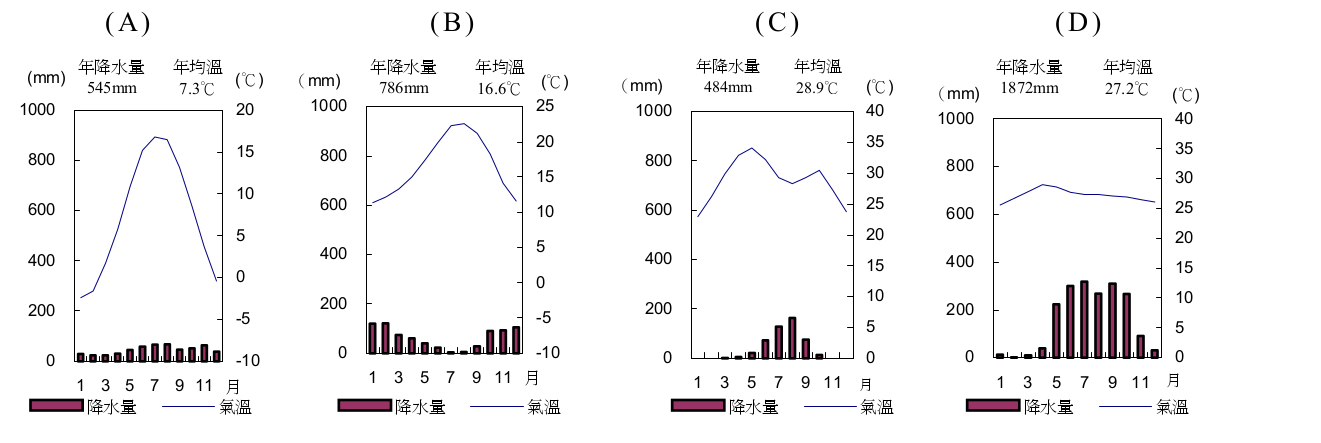 (A)
年降水量 年均溫
(mm) 545mm 7.3℃ (℃)
1000 20
800 15
10
600
5
400 0
200 -5
0 -10
1 3 5 7 9 11 月
降水量 氣溫
(B)
年降水量 年均溫
(mm) 786mm 16.6℃ (℃)
1000 25
800 20
15
600
10
400 5
200 0
-5
0 -10
1 3 5 7 9 11 月
降水量 氣溫
(C)
年降水量 年均溫
(mm) 484mm 28.9℃ (℃)
1000 40
35
800 30
600 25
20
400 15
200 10
5
0 0
1 3 5 7 9 11 月
降水量 氣溫
(D)
年降水量 年均溫
(mm) 1872mm 27.2℃ (℃)
1000 40
35
800 30
600 25
20
400 15
200 10
5
0 0
1 3 5 7 9 11 月
降水量 氣溫